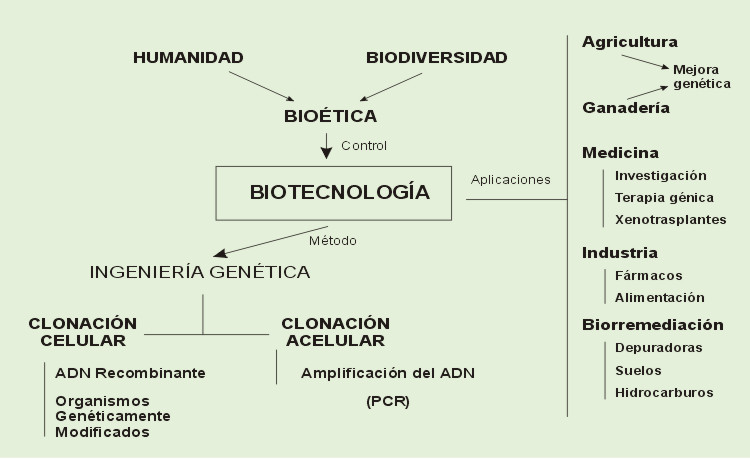 HUMANIDAD
BIODIVERSIDAD
BIOÉTICA
Control
BIOTECNOLOGÍA
Método
INGENIERÍA GENÉTICA
CLONACIÓN
CELULAR
ADN Recombinante
Organismos
Genéticamente
Modificados
CLONACIÓN
ACELULAR
Amplificación del ADN
(PCR)
Aplicaciones
Agricultura
Mejora
genética
Ganadería
Medicina
Investigación
Terapia génica
Xenotrasplantes
Industria
Fármacos
Alimentación
Biorremediación
Depuradoras
Suelos
Hidrocarburos